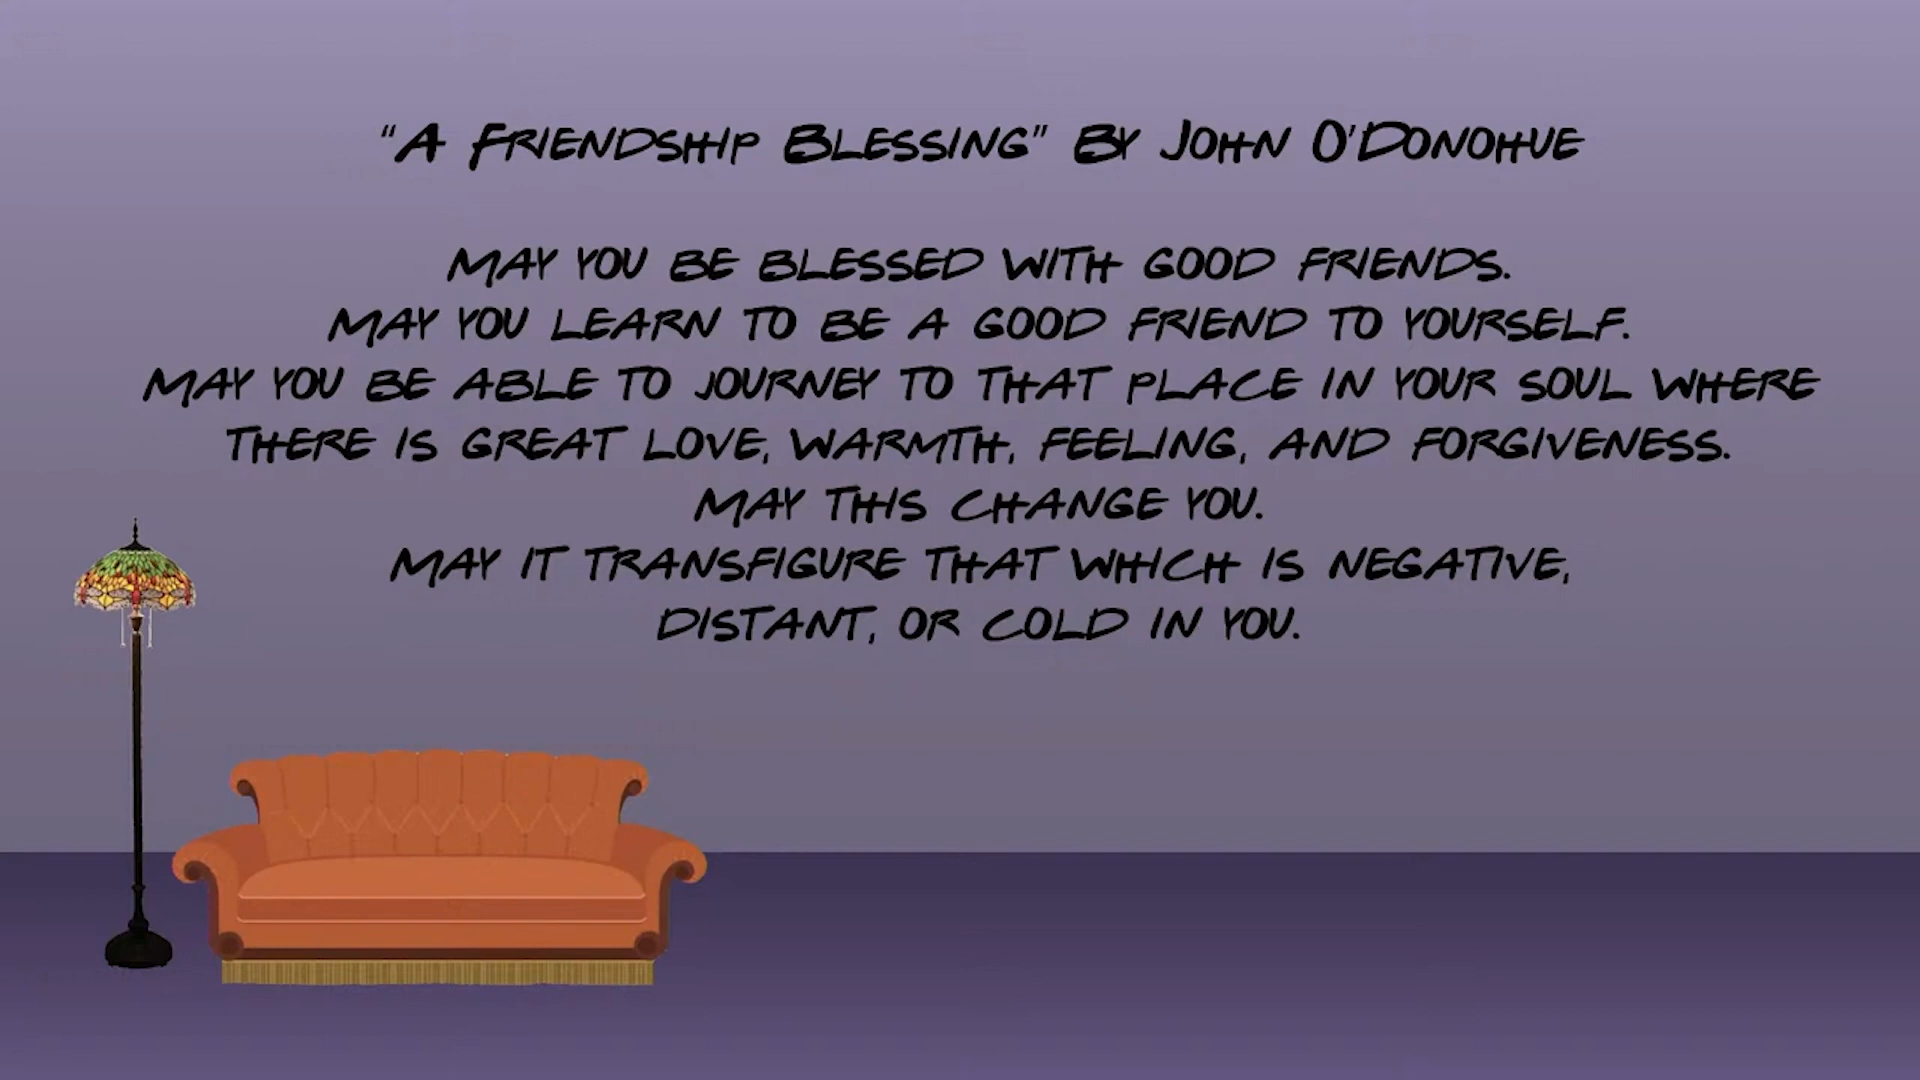 "A Friendship Blessing" By John O'Donohue
MAY YOU BE BLESSED WITH GOOD FRIENDS.
MAY YOU LEARN TO BE A GOOD FRIEND TO YOURSELF.
MAY YOU BE ABLE TO JOURNEY TO THAT PLACE IN YOUR SOUL WHERE
THERE IS GREAT LOVE, WARMTH, FEELING, AND FORGIVENESS.
MAY THIS CHANGE YOU.
MAY IT TRANSFIGURE THAT WHICH IS NEGATIVE,
DISTANT, OR COLD IN YOU.